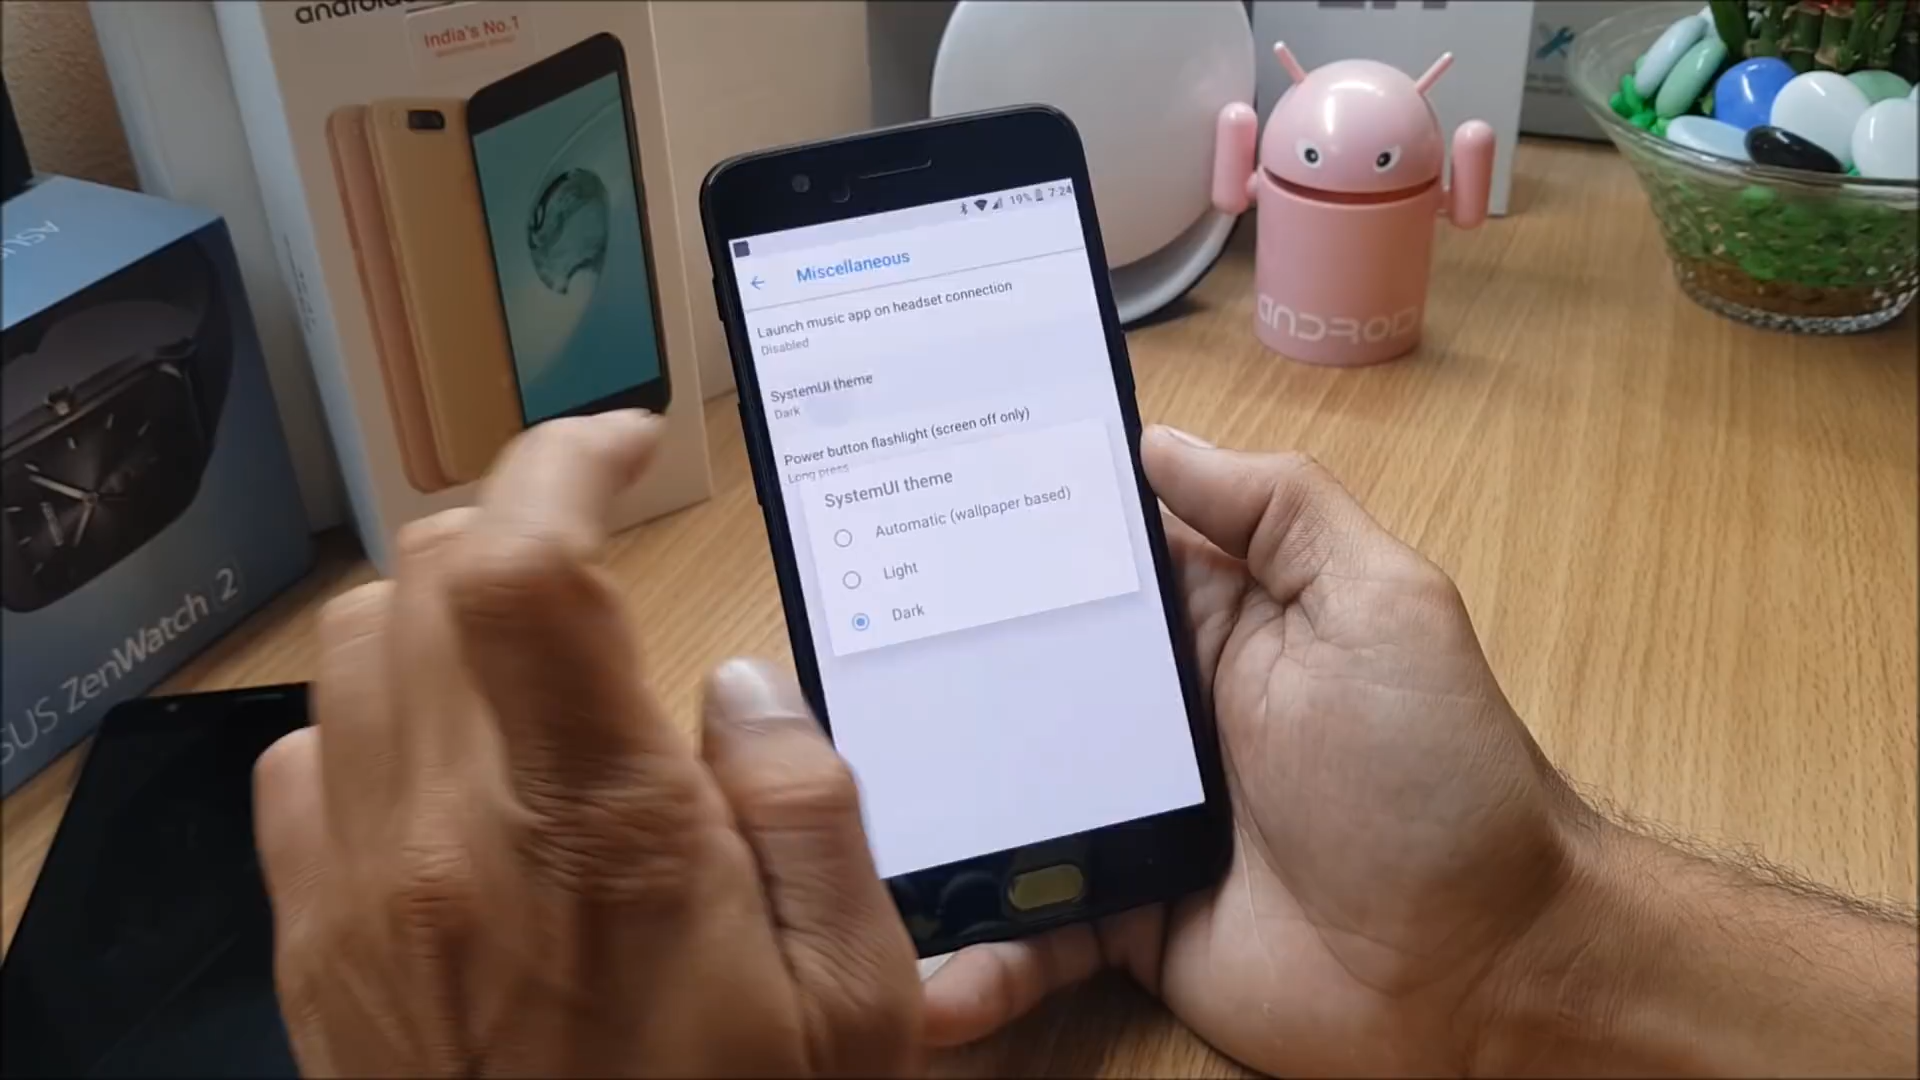 android
India's No.1
19% 7:24
Miscellaneous
Launch music app on headset connection
Disabled
SystemUI theme
Dark
Power button flashlight (screen off only)
Long press
SystemUI theme
Automatic (wallpaper based)
Light
Dark
ANDROID
ASUS
ASUS ZenWatch 2